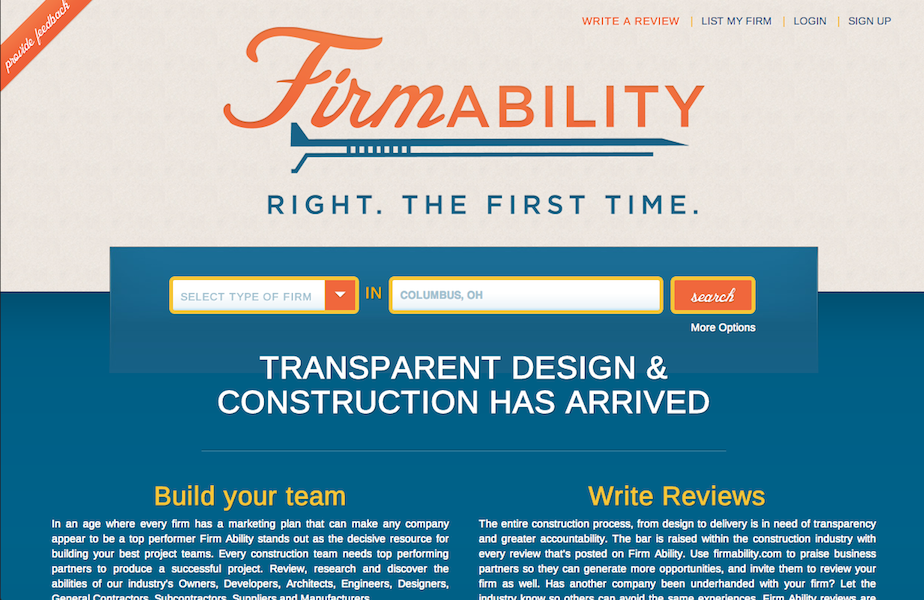 provide feedback
WRITE A REVIEW | LIST MY FIRM | LOGIN | SIGN UP
FirmABILITY
RIGHT. THE FIRST TIME.
SELECT TYPE OF FIRM IN COLUMBUS, OH search
More Options
TRANSPARENT DESIGN &
CONSTRUCTION HAS ARRIVED
Build your team
In an age where every firm has a marketing plan that can make any company
appear to be a top performer Firm Ability stands out as the decisive resource for
building your best project teams. Every construction team needs top performing
partners to produce a successful project. Review, research and discover the
abilities of our industry's Owners, Developers, Architects, Engineers, Designers,
General Contractors, Subcontractors, Suppliers and Manufacturers.
Write Reviews
The entire construction process, from design to delivery is in need of transparency
and greater accountability. The bar is raised within the construction industry with
every review that's posted on Firm Ability. Use firmability.com to praise business
partners so they can generate more opportunities, and invite them to review your
firm as well. Has another company been underhanded with your firm? Let the
industry know so others can avoid the same experiences. Firm Ability reviews are